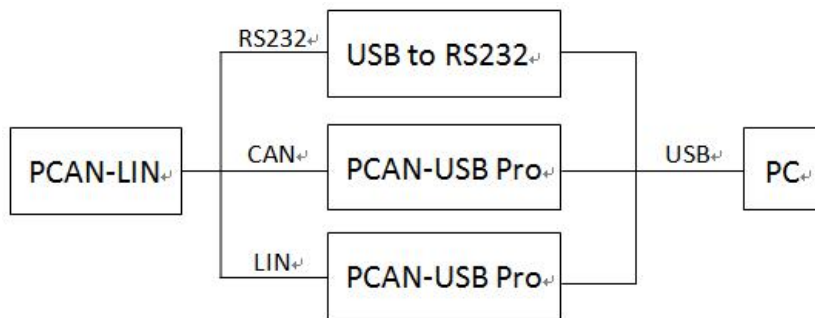 RS232
USB to RS232
PCAN-LIN
CAN
PCAN-USB Pro
USB
PC
LIN
PCAN-USB Pro